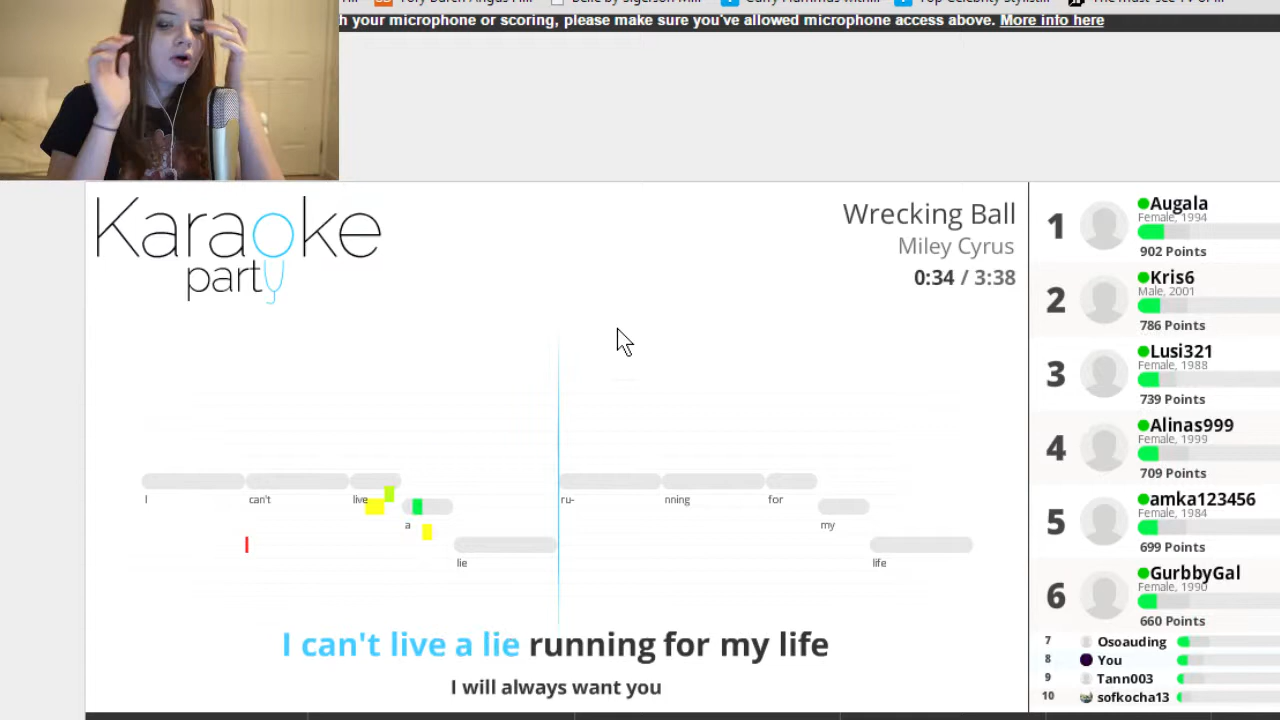 h your microphone or scoring, please make sure you've allowed microphone access above. More info here
Karaoke
party
Wrecking Ball
Miley Cyrus
0:34 / 3:38
I can't live a lie ru- nning for my life
I can't live a lie running for my life
I will always want you
1 Augala
Female, 1994
902 Points
2 Kris6
Male, 2001
786 Points
3 Lusi321
Female, 1988
739 Points
4 Alinas999
Female, 1999
709 Points
5 amka123456
Female, 1984
699 Points
6 GurbbyGal
Female, 1990
660 Points
7 Osoauding
8 You
9 Tann003
10 sofkocha13